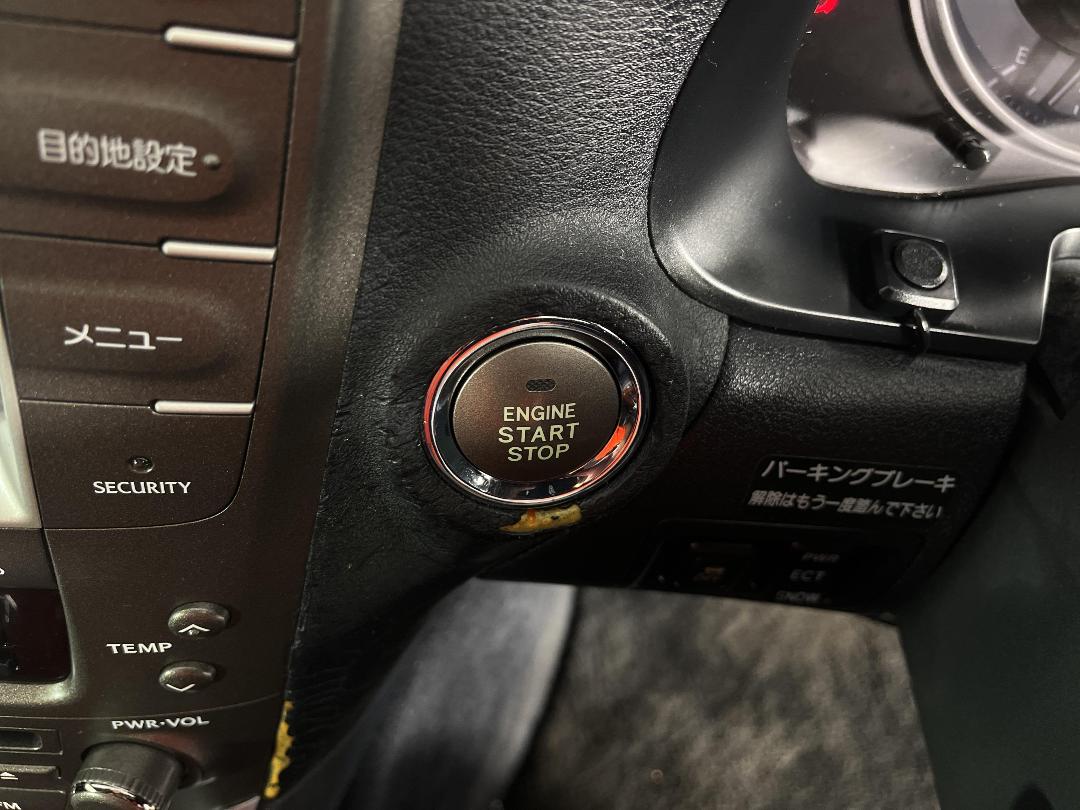 目的地設定
メニュー
SECURITY
TEMP
PWR·VOL
FM
ENGINE
START
STOP
E
パーキングブレーキ
解除はもう一度踏んで下さい
PWR
ECT
SNOW